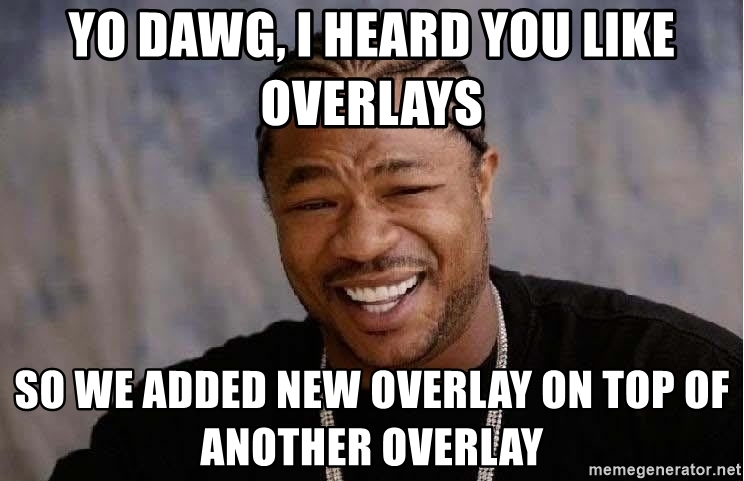 YO DAWG, I HEARD YOU LIKE
OVERLAYS
SO WE ADDED NEW OVERLAY ON TOP OF
ANOTHER OVERLAY
memegenerator.net